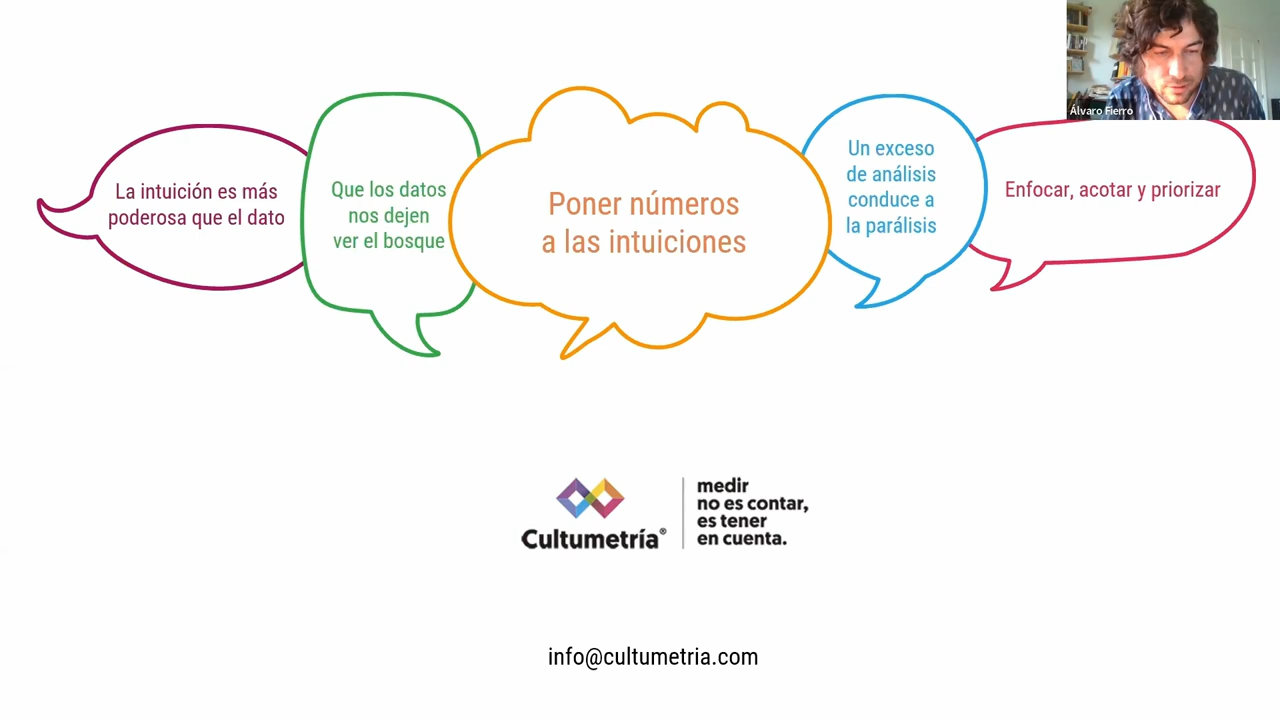 Álvaro Fierro
La intuición es más
poderosa que el dato
Que los datos
nos dejen
ver el bosque
Poner números
a las intuiciones
Un exceso
de análisis
conduce a
la parálisis
Enfocar, acotar y priorizar
Cultumetría®
medir
no es contar,
es tener
en cuenta.
info@cultumetria.com